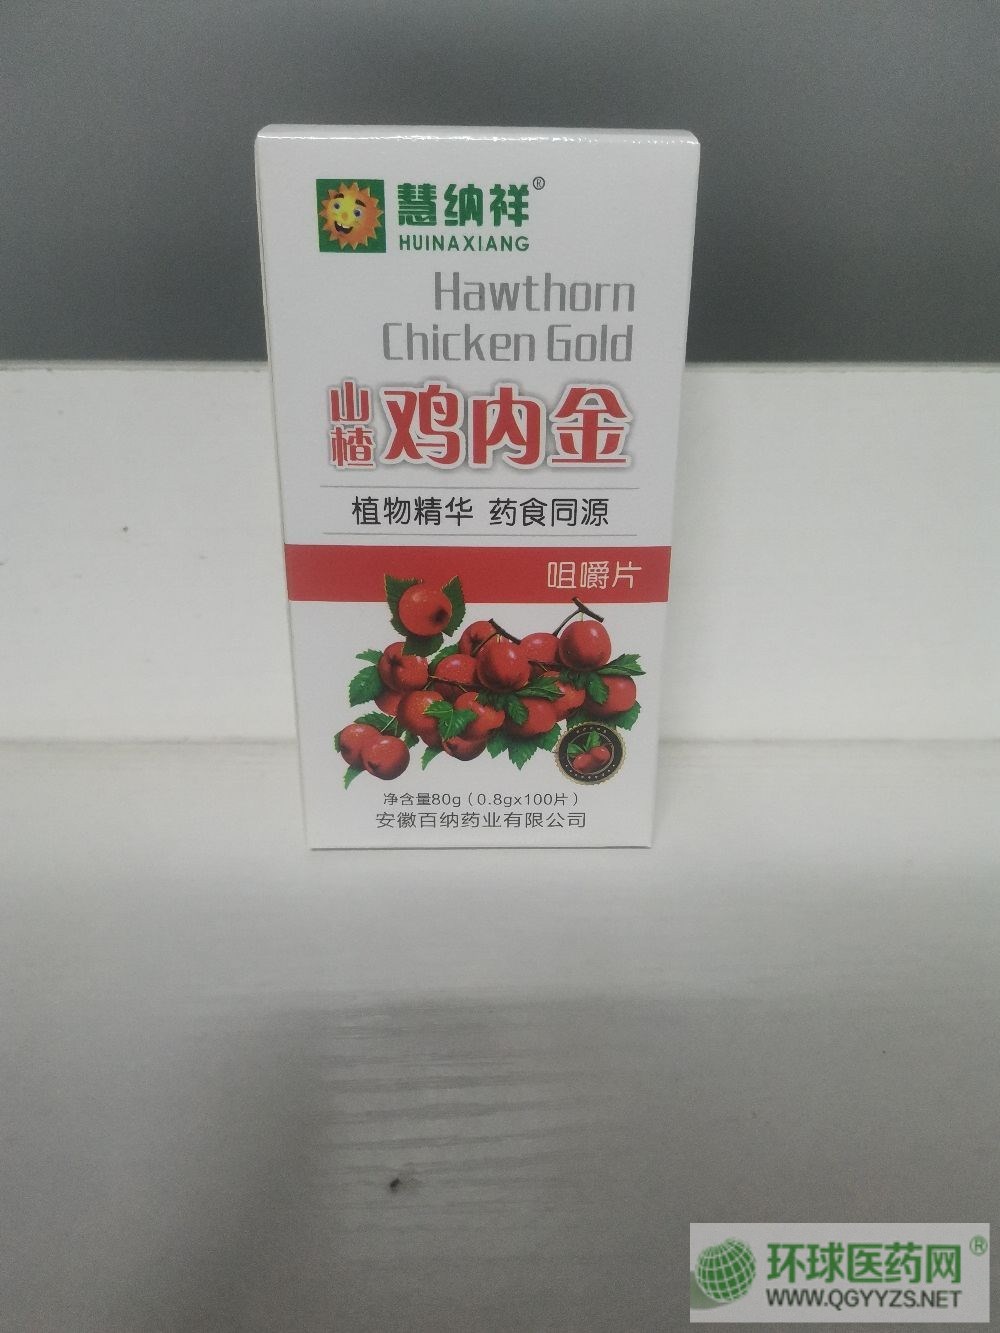 慧纳祥®
HUINAXIANG
Hawthorn
Chicken Gold
山楂 鸡内金
植物精华 药食同源
咀嚼片
净含量80g（0.8gx100片）
安徽百纳药业有限公司
环球医药网®
WWW.QGYYZS.NET